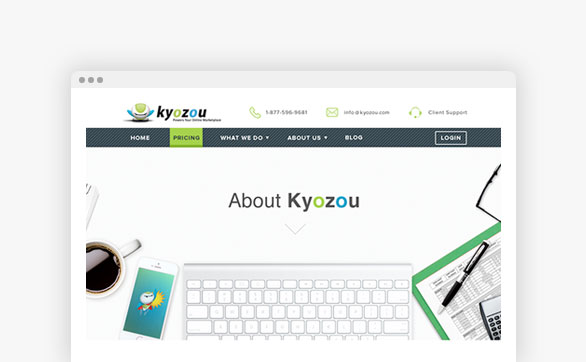 kyozou
Powers Your Online Marketplace
1-877-596-9681
info@kyozou.com
Client Support
HOME PRICING WHAT WE DO ABOUT US BLOG LOGIN
About Kyozou